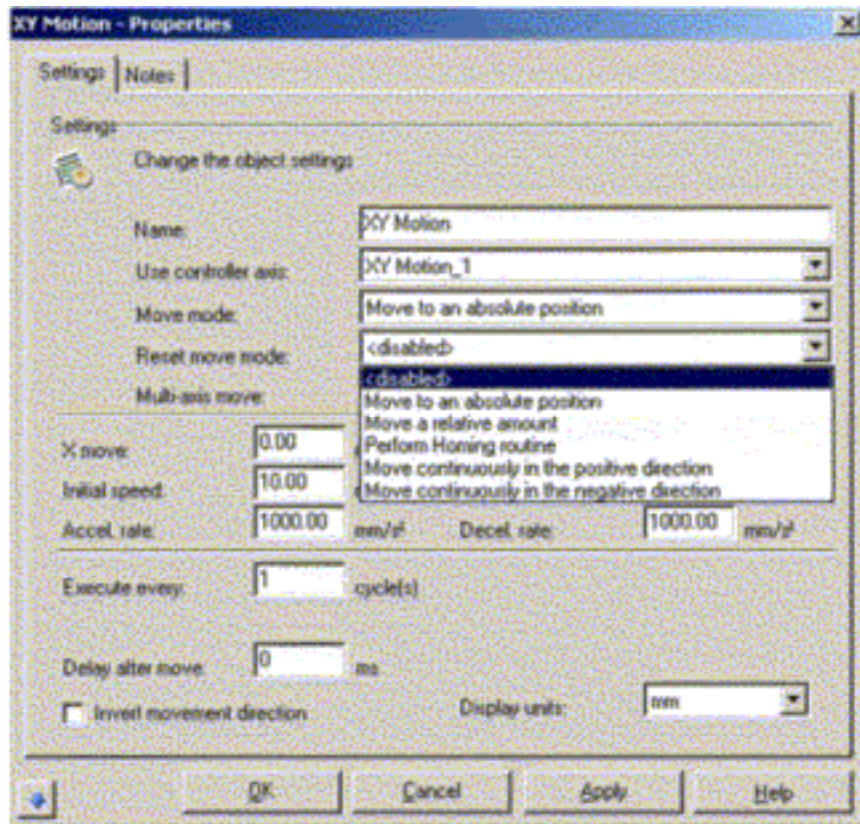 XY Motion - Properties
Settings Notes
Settings
Change the object settings
Name: XY Motion
Use controller axis: XY Motion_1
Move mode: Move to an absolute position
Reset move mode: <disabled>
Multi-axis move:
<disabled>
Move to an absolute position
Move a relative amount
Perform Homing routine
Move continuously in the positive direction
Move continuously in the negative direction
X move: 0.00
Initial speed: 10.00
Accel. rate: 1000.00 mm/s² Decel. rate: 1000.00 mm/s²
Execute every: 1 cycle(s)
Delay after move: 0 ms
Invert movement direction Display units: mm
OK Cancel Apply Help